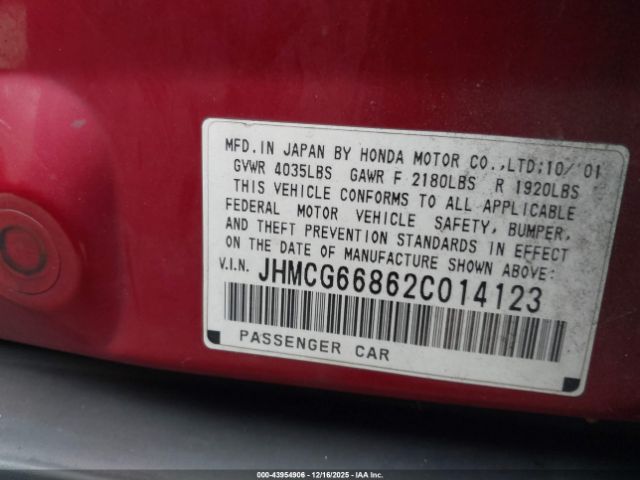 MFD. IN JAPAN BY HONDA MOTOR CO., LTD; 10/'01
GVWR 4035LBS GAWR F 2180LBS R 1920LBS
THIS VEHICLE CONFORMS TO ALL APPLICABLE
FEDERAL MOTOR VEHICLE SAFETY, BUMPER,
AND THEFT PREVENTION STANDARDS IN EFFECT
ON THE DATE OF MANUFACTURE SHOWN ABOVE:
V.I.N. JHMCG66862C014123
PASSENGER CAR
000-43954906 - 12/16/2025 - IAA Inc.